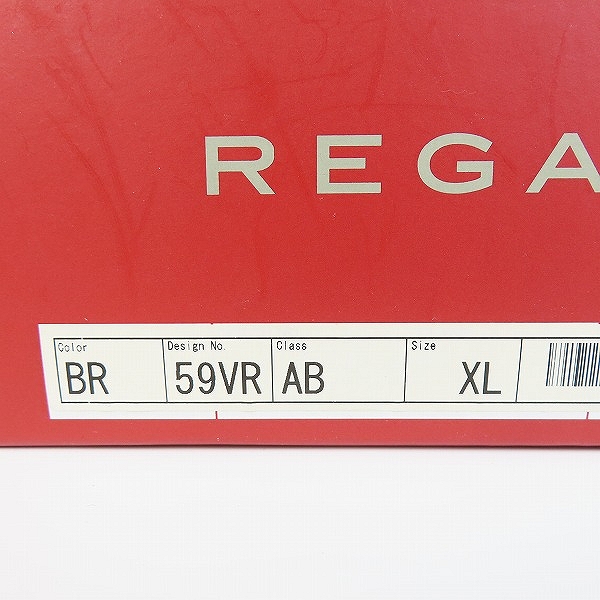 REGA
Color Design No. Class Size
BR 59VR AB XL